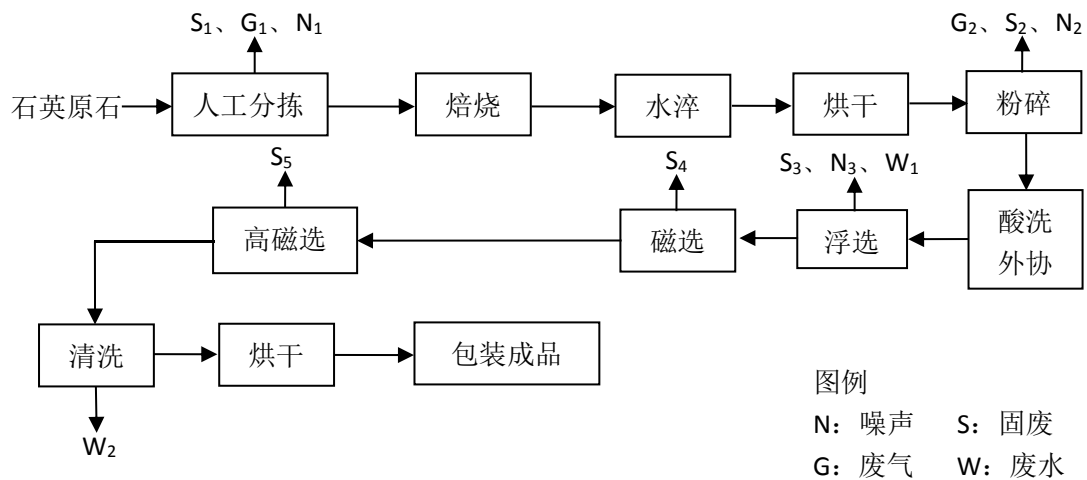 S₁、G₁、N₁
G₂、S₂、N₂
石英原石
人工分拣
焙烧
水淬
烘干
粉碎
S₅
S₄
S₃、N₃、W₁
高磁选
磁选
浮选
酸洗
外协
清洗
烘干
包装成品
W₂
图例
N：噪声 S：固废
G：废气 W：废水